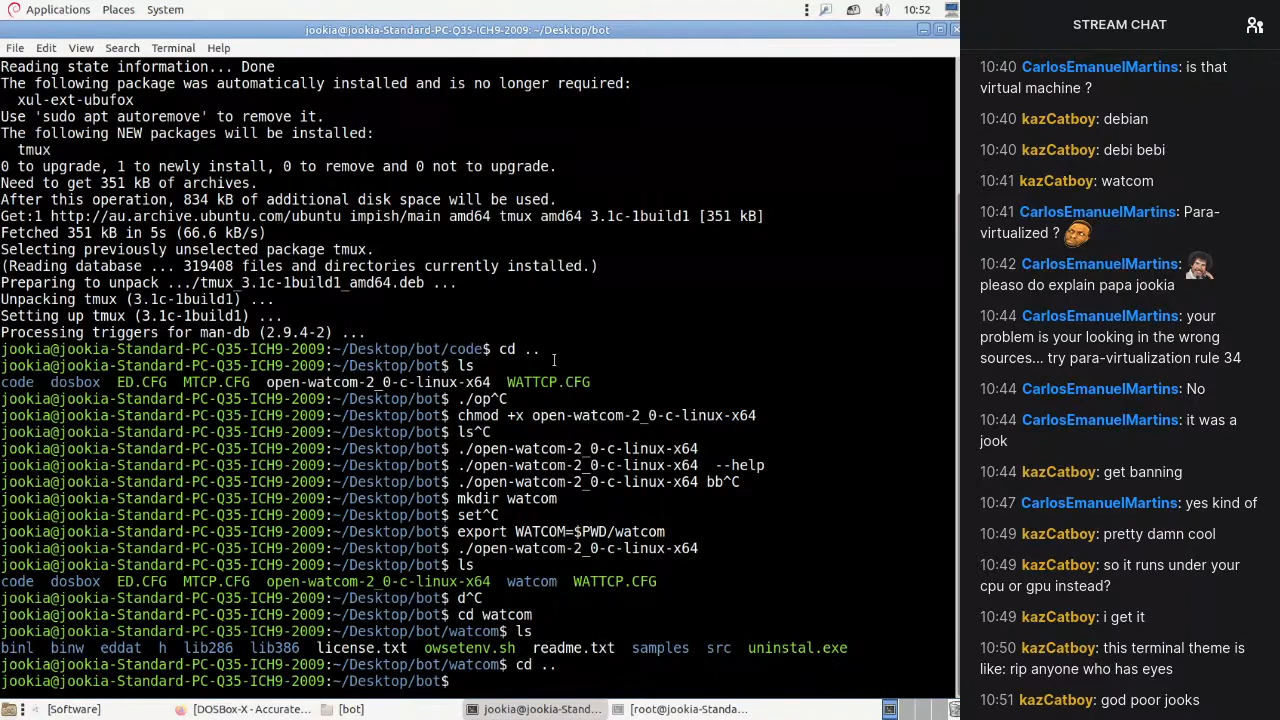 Applications Places System 10:52
jookia@jookia-Standard-PC-Q35-ICH9-2009: ~/Desktop/bot
File Edit View Search Terminal Help
Reading state information... Done
The following package was automatically installed and is no longer required:
  xul-ext-ubufox
Use 'sudo apt autoremove' to remove it.
The following NEW packages will be installed:
  tmux
0 to upgrade, 1 to newly install, 0 to remove and 0 not to upgrade.
Need to get 351 kB of archives.
After this operation, 834 kB of additional disk space will be used.
Get:1 http://au.archive.ubuntu.com/ubuntu impish/main amd64 tmux amd64 3.1c-1build1 [351 kB]
Fetched 351 kB in 5s (66.6 kB/s)
Selecting previously unselected package tmux.
(Reading database ... 319408 files and directories currently installed.)
Preparing to unpack .../tmux_3.1c-1build1_amd64.deb ...
Unpacking tmux (3.1c-1build1) ...
Setting up tmux (3.1c-1build1) ...
Processing triggers for man-db (2.9.4-2) ...
jookia@jookia-Standard-PC-Q35-ICH9-2009:~/Desktop/bot/code$ cd ..
jookia@jookia-Standard-PC-Q35-ICH9-2009:~/Desktop/bot$ ls
code dosbox ED.CFG MTCP.CFG open-watcom-2_0-c-linux-x64 WATTCP.CFG
jookia@jookia-Standard-PC-Q35-ICH9-2009:~/Desktop/bot$ ./op^C
jookia@jookia-Standard-PC-Q35-ICH9-2009:~/Desktop/bot$ chmod +x open-watcom-2_0-c-linux-x64
jookia@jookia-Standard-PC-Q35-ICH9-2009:~/Desktop/bot$ ls^C
jookia@jookia-Standard-PC-Q35-ICH9-2009:~/Desktop/bot$ ./open-watcom-2_0-c-linux-x64
jookia@jookia-Standard-PC-Q35-ICH9-2009:~/Desktop/bot$ ./open-watcom-2_0-c-linux-x64  --help
jookia@jookia-Standard-PC-Q35-ICH9-2009:~/Desktop/bot$ ./open-watcom-2_0-c-linux-x64 bb^C
jookia@jookia-Standard-PC-Q35-ICH9-2009:~/Desktop/bot$ mkdir watcom
jookia@jookia-Standard-PC-Q35-ICH9-2009:~/Desktop/bot$ set^C
jookia@jookia-Standard-PC-Q35-ICH9-2009:~/Desktop/bot$ export WATCOM=$PWD/watcom
jookia@jookia-Standard-PC-Q35-ICH9-2009:~/Desktop/bot$ ./open-watcom-2_0-c-linux-x64
jookia@jookia-Standard-PC-Q35-ICH9-2009:~/Desktop/bot$ ls
code dosbox ED.CFG MTCP.CFG open-watcom-2_0-c-linux-x64 watcom WATTCP.CFG
jookia@jookia-Standard-PC-Q35-ICH9-2009:~/Desktop/bot$ d^C
jookia@jookia-Standard-PC-Q35-ICH9-2009:~/Desktop/bot$ cd watcom
jookia@jookia-Standard-PC-Q35-ICH9-2009:~/Desktop/bot/watcom$ ls
binl binw eddat h lib286 lib386 license.txt owsetenv.sh readme.txt samples src uninstal.exe
jookia@jookia-Standard-PC-Q35-ICH9-2009:~/Desktop/bot/watcom$ cd ..
jookia@jookia-Standard-PC-Q35-ICH9-2009:~/Desktop/bot$
[Software] [DOSBox-X - Accurate... [bot] jookia@jookia-Stand... [root@jookia-Standa...
STREAM CHAT
10:40 CarlosEmanuelMartins: is that
virtual machine ?
10:40 kazCatboy: debian
10:40 kazCatboy: debi bebi
10:41 kazCatboy: watcom
10:41 CarlosEmanuelMartins: Para-
virtualized ?
10:42 CarlosEmanuelMartins:
pleaso do explain papa jookia
10:44 CarlosEmanuelMartins: your
problem is your looking in the wrong
sources... try para-virtualization rule 34
10:44 CarlosEmanuelMartins: No
10:44 CarlosEmanuelMartins: it was a
jook
10:44 kazCatboy: get banning
10:47 CarlosEmanuelMartins: yes kind of
10:49 kazCatboy: pretty damn cool
10:49 kazCatboy: so it runs under your
cpu or gpu instead?
10:49 kazCatboy: i get it
10:50 kazCatboy: this terminal theme is
like: rip anyone who has eyes
10:51 kazCatboy: god poor jooks